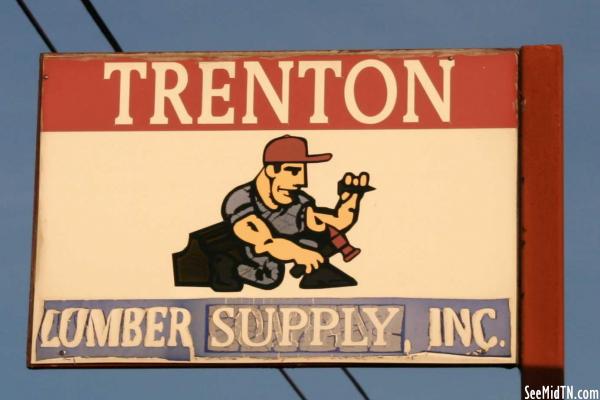 TRENTON
LUMBER SUPPLY, INC.
SeeMidTN.com